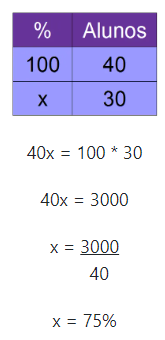 % Alunos
100 40
x 30
40x = 100 * 30
40x = 3000
x = 3000
40
x = 75%